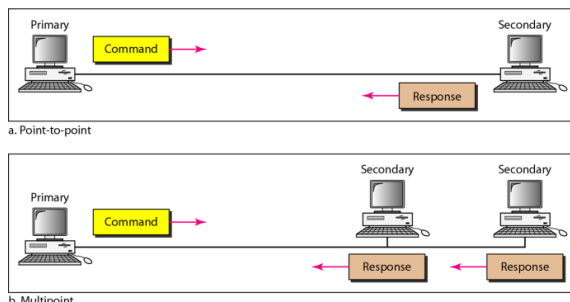 Primary
Secondary
Command
Response
a. Point-to-point
Secondary
Secondary
Primary
Command
Response
Response
b. Multipoint